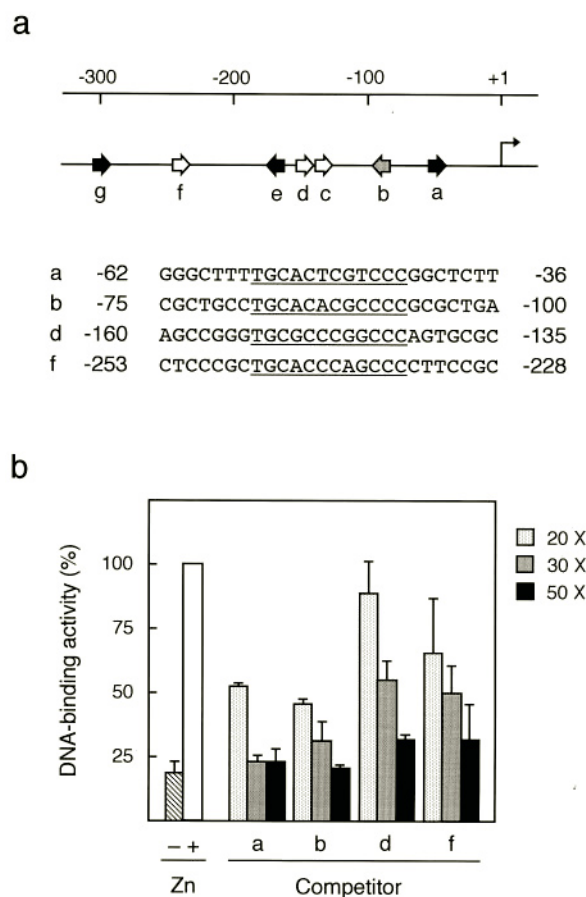 a
-300 -200 -100 +1
g f e d c b a
a -62 GGGCTTTTGCACTCGTCCCGGCTCTT -36
b -75 CGCTGCCTGCACACGCCCCGCGCTGA -100
d -160 AGCCGGGTGCGCCCGGCCCAGTGCGC -135
f -253 CTCCCGCTGCACCCAGCCCCTTCCGC -228
b
DNA-binding activity (%)
100
75
50
25
20 X
30 X
50 X
– + a b d f
Zn Competitor